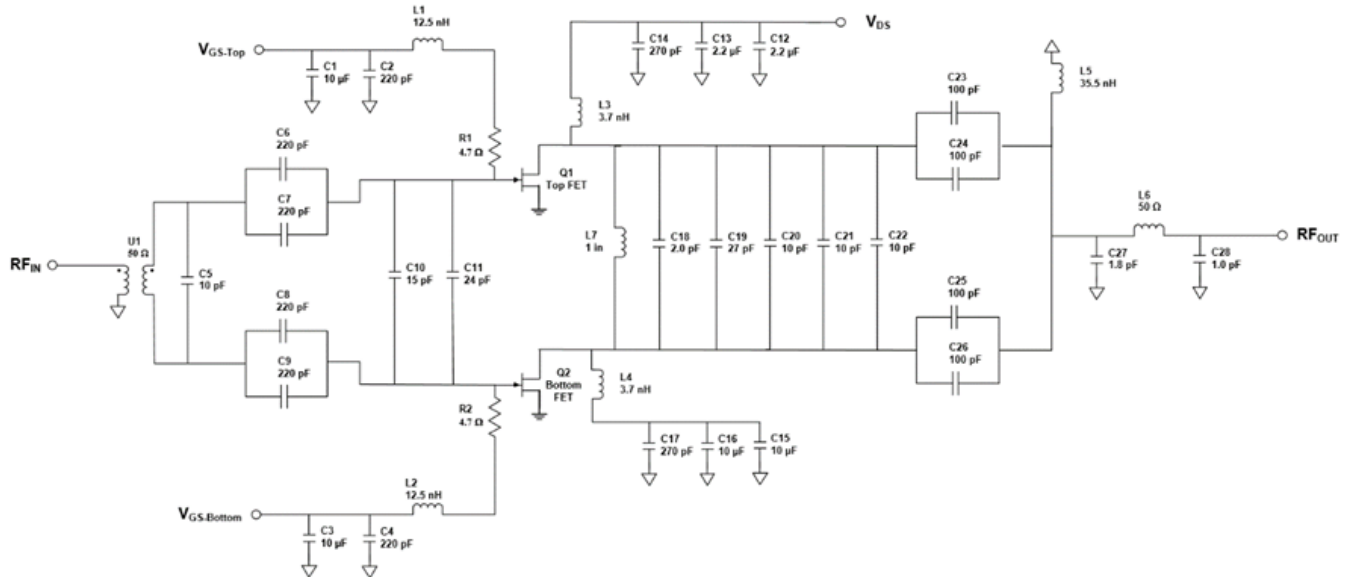 L1
12.5 nH
VGS-Top
C1
10 µF
C2
220 pF
R1
4.7 Ω
C14
270 pF
C13
2.2 µF
C12
2.2 µF
VDS
L3
3.7 nH
L5
35.5 nH
C23
100 pF
C24
100 pF
C6
220 pF
C7
220 pF
Q1
Top FET
U1
50 Ω
RFIN
C5
10 pF
C10
15 pF
C11
24 pF
L7
1 in
C18
2.0 pF
C19
27 pF
C20
10 pF
C21
10 pF
C22
10 pF
L6
50 Ω
RFOUT
C27
1.8 pF
C28
1.0 pF
C8
220 pF
C9
220 pF
C25
100 pF
C26
100 pF
Q2
Bottom
FET
R2
4.7 Ω
L4
3.7 nH
C17
270 pF
C16
10 µF
C15
10 µF
L2
12.5 nH
VGS-Bottom
C3
10 µF
C4
220 pF